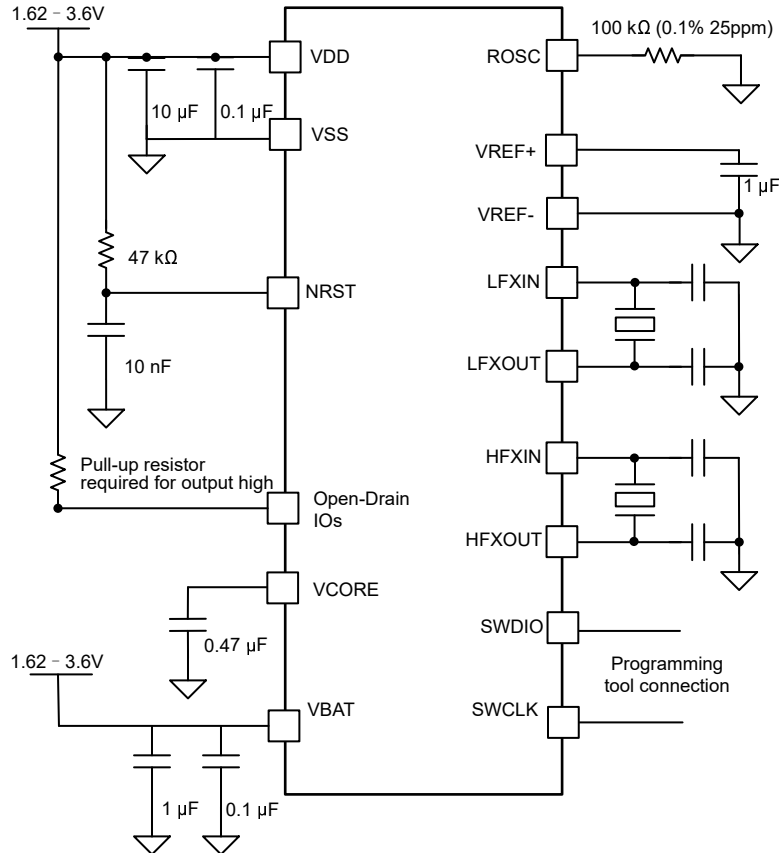 1.62 - 3.6V
VDD
10 µF
0.1 µF
VSS
47 kΩ
NRST
10 nF
Pull-up resistor
required for output high
Open-Drain
IOs
VCORE
0.47 µF
1.62 - 3.6V
VBAT
1 µF
0.1 µF
ROSC
100 kΩ (0.1% 25ppm)
VREF+
1 µF
VREF-
LFXIN
LFXOUT
HFXIN
HFXOUT
SWDIO
Programming
tool connection
SWCLK